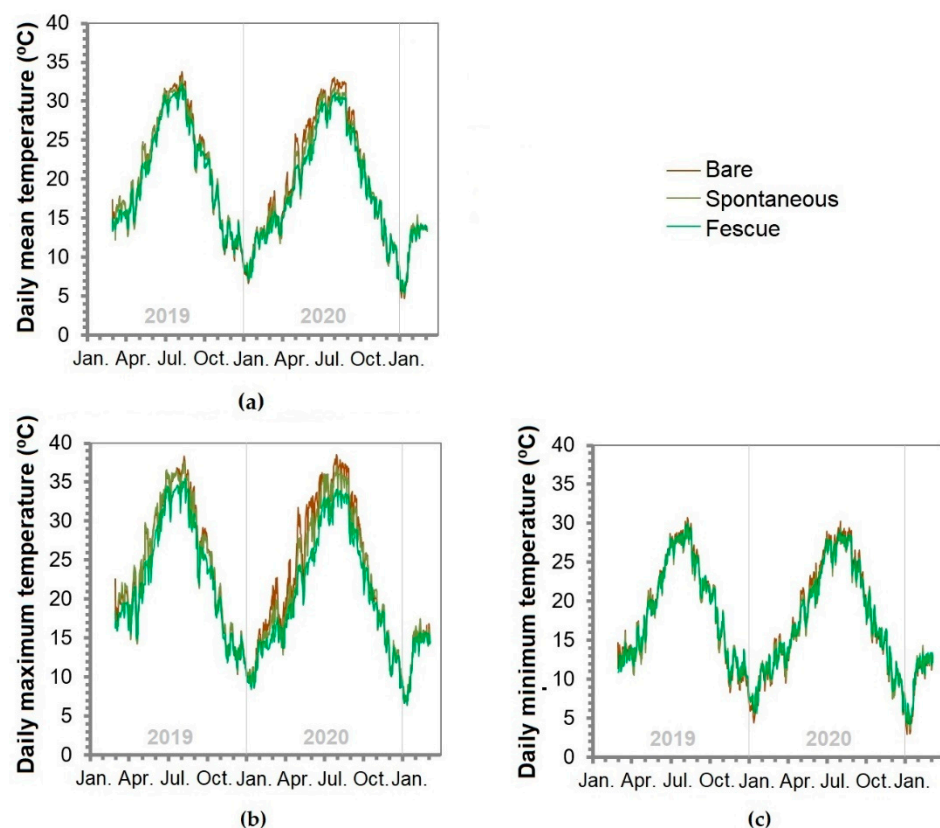 Daily mean temperature (ºC)
40
35
30
25
20
15
10
5
0
2019 2020
Jan. Apr. Jul. Oct. Jan. Apr. Jul. Oct. Jan.
(a)
Bare
Spontaneous
Fescue
Daily maximum temperature (ºC)
40
35
30
25
20
15
10
5
0
2019 2020
Jan. Apr. Jul. Oct. Jan. Apr. Jul. Oct. Jan.
(b)
Daily minimum temperature (ºC)
40
35
30
25
20
15
10
5
0
2019 2020
Jan. Apr. Jul. Oct. Jan. Apr. Jul. Oct. Jan.
(c)